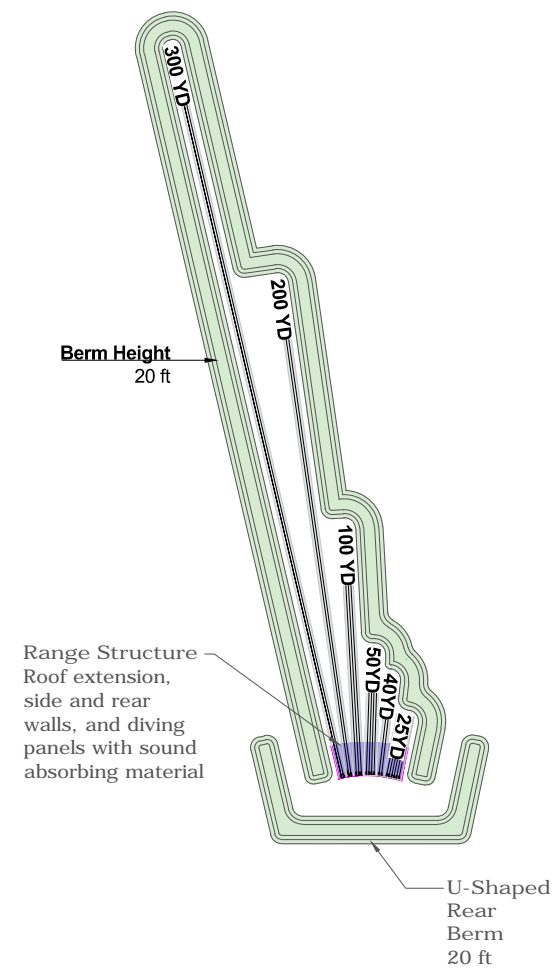 300 YD
200 YD
Berm Height
20 ft
100 YD
Range Structure
Roof extension,
side and rear
walls, and diving
panels with sound
absorbing material
50YD
40YD
25YD
U-Shaped
Rear
Berm
20 ft